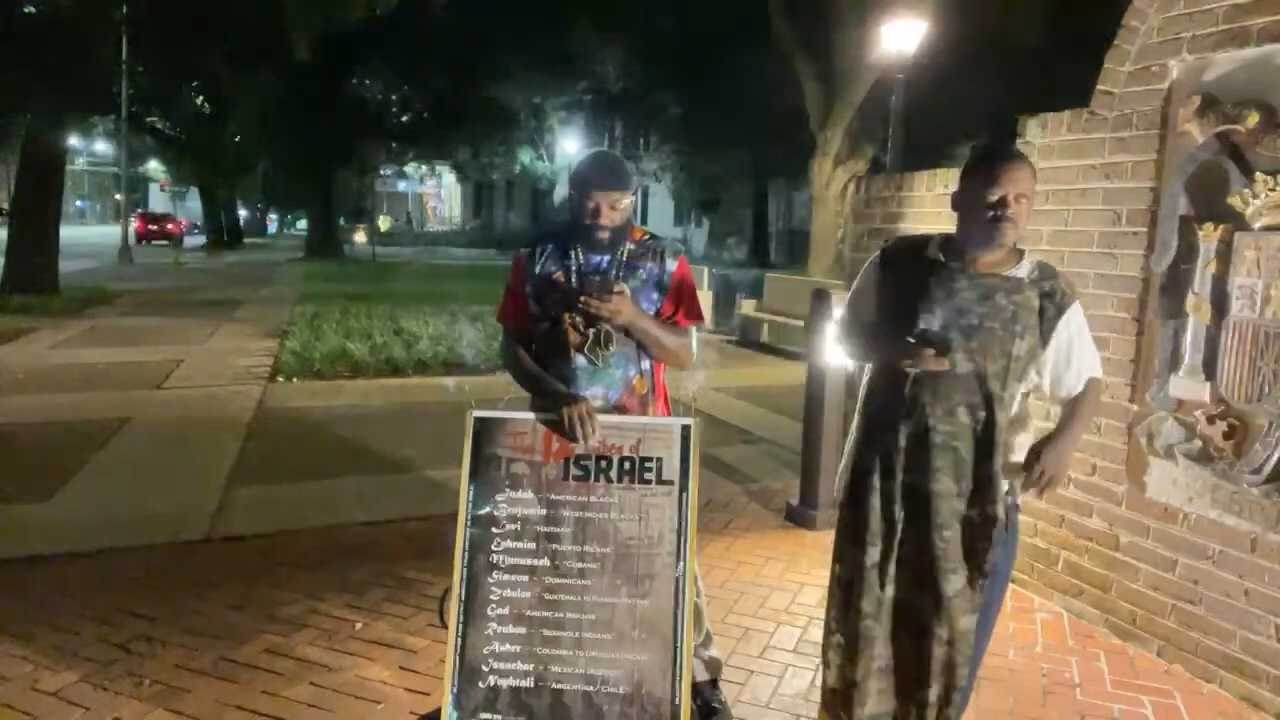 The 12 Tribes of
ISRAEL
Judah - "AMERICAN BLACKS"
Benjamin - "WEST INDIES BLACKS"
Levi - "HAITIANS"
Ephraim - "PUERTO RICANS"
Manasseh - "CUBANS"
Simeon - "DOMINICANS"
Zebulon - "GUATEMALA TO PANAMA
Gad - "AMERICAN INDIANS"
Reuben - "SEMINOLE INDIANS"
Asher - "COLOMBIA TO URUGUAY
Issachar - "MEXICAN
Naphtali - "ARGENTINA/ CHILE"